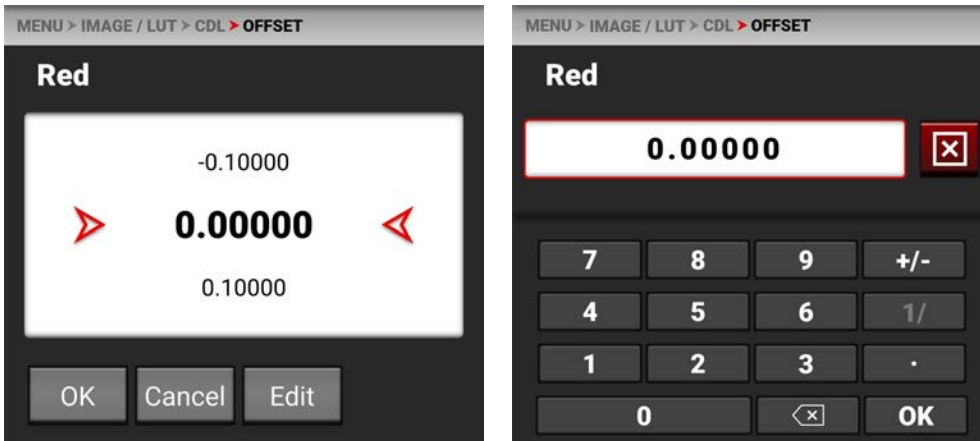 MENU > IMAGE / LUT > CDL > OFFSET
Red
-0.10000
0.00000
0.10000
OK Cancel Edit
MENU > IMAGE / LUT > CDL > OFFSET
Red
0.00000
7 8 9 +/-
4 5 6 1/
1 2 3 .
0 OK